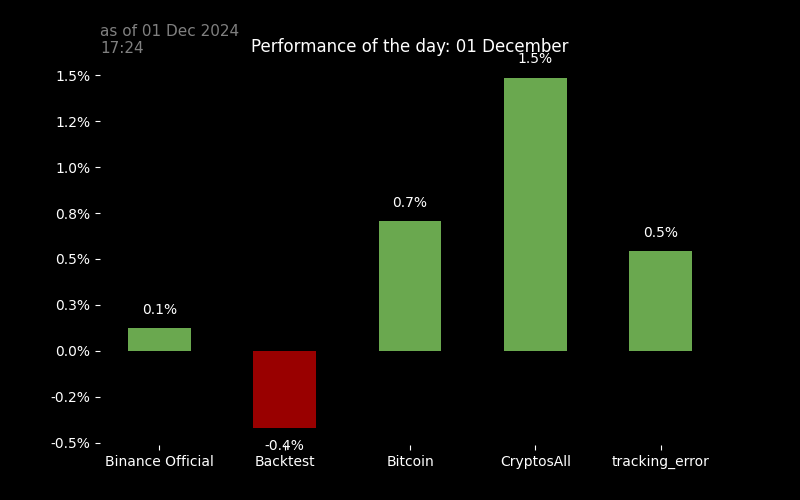 as of 01 Dec 2024
17:24
Performance of the day: 01 December
1.5%
1.5%
1.2%
1.0%
0.8%
0.7%
0.5%
0.5%
0.3%
0.1%
0.0%
-0.2%
-0.5%
-0.4%
Binance Official
Backtest
Bitcoin
CryptosAll
tracking_error